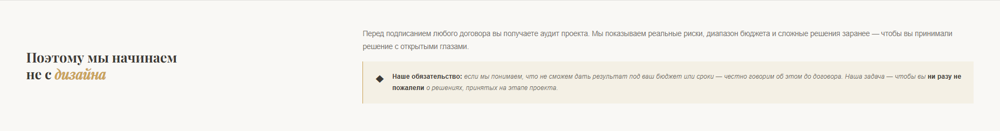 Поэтому мы начинаем
не с дизайна
Перед подписанием любого договора вы получаете аудит проекта. Мы показываем реальные риски, диапазон бюджета и сложные решения заранее — чтобы вы принимали
решение с открытыми глазами.
Наше обязательство: если мы понимаем, что не сможем дать результат под ваш бюджет или сроки — честно говорим об этом до договора. Наша задача — чтобы вы ни разу не
пожалели о решениях, принятых на этапе проекта.